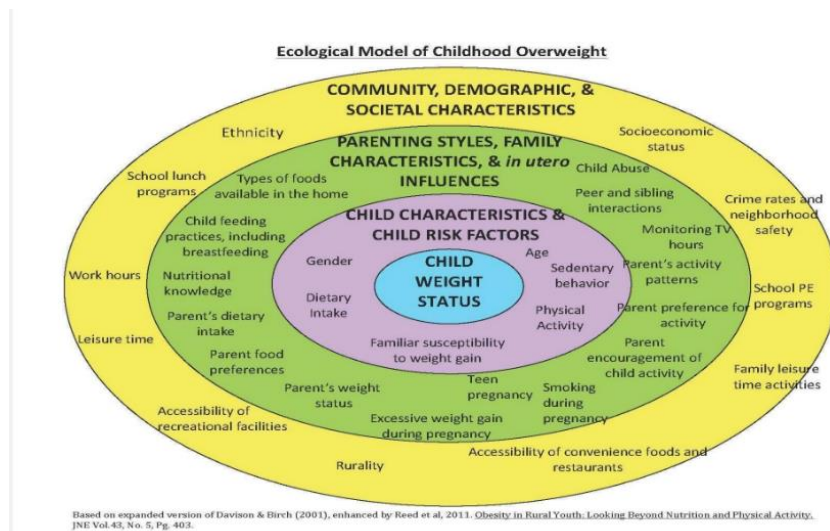 Ecological Model of Childhood Overweight
COMMUNITY, DEMOGRAPHIC, &
SOCIETAL CHARACTERISTICS
Ethnicity
Socioeconomic
status
School lunch
programs
Crime rates and
neighborhood
safety
Work hours
School PE
programs
Leisure time
Family leisure
time activities
Accessibility of
recreational facilities
Rurality
Accessibility of convenience foods and
restaurants
PARENTING STYLES, FAMILY
CHARACTERISTICS, & in utero
INFLUENCES
Types of foods
available in the home
Child Abuse
Peer and sibling
interactions
Child feeding
practices, including
breastfeeding
Monitoring TV
hours
Nutritional
knowledge
Parent's activity
patterns
Parent's dietary
intake
Parent preference for
activity
Parent food
preferences
Parent
encouragement of
child activity
Parent's weight
status
Teen
pregnancy
Smoking
during
pregnancy
Excessive weight gain
during pregnancy
CHILD CHARACTERISTICS &
CHILD RISK FACTORS
Gender
Age
Sedentary
behavior
Dietary
Intake
Physical
Activity
Familiar susceptibility
to weight gain
CHILD
WEIGHT
STATUS
Based on expanded version of Davison & Birch (2001), enhanced by Reed et al, 2011. Obesity in Rural Youth: Looking Beyond Nutrition and Physical Activity.
JNE Vol.43, No. 5, Pg. 403.